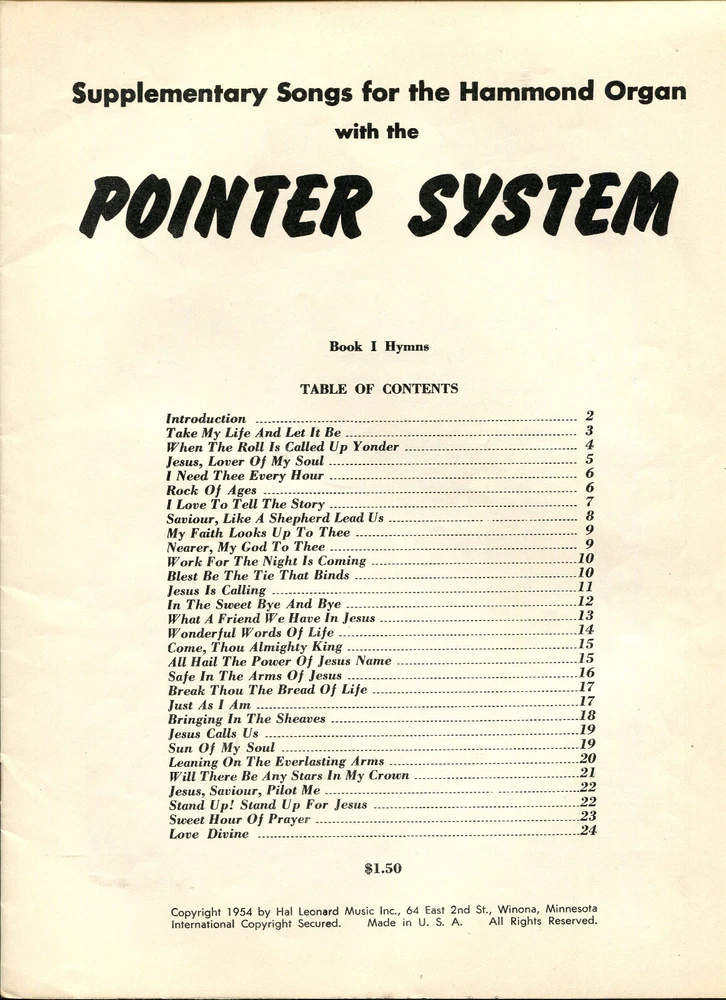 Supplementary Songs for the Hammond Organ
with the
POINTER SYSTEM
Book I Hymns
TABLE OF CONTENTS
Introduction 2
Take My Life And Let It Be 3
When The Roll Is Called Up Yonder 4
Jesus, Lover Of My Soul 5
I Need Thee Every Hour 6
Rock Of Ages 6
I Love To Tell The Story 7
Saviour, Like A Shepherd Lead Us 8
My Faith Looks Up To Thee 9
Nearer, My God To Thee 9
Work For The Night Is Coming 10
Blest Be The Tie That Binds 10
Jesus Is Calling 11
In The Sweet Bye And Bye 12
What A Friend We Have In Jesus 13
Wonderful Words Of Life 14
Come, Thou Almighty King 15
All Hail The Power Of Jesus Name 15
Safe In The Arms Of Jesus 16
Break Thou The Bread Of Life 17
Just As I Am 17
Bringing In The Sheaves 18
Jesus Calls Us 19
Sun Of My Soul 19
Leaning On The Everlasting Arms 20
Will There Be Any Stars In My Crown 21
Jesus, Saviour, Pilot Me 22
Stand Up! Stand Up For Jesus 22
Sweet Hour Of Prayer 23
Love Divine 24
$1.50
Copyright 1954 by Hal Leonard Music Inc., 64 East 2nd St., Winona, Minnesota
International Copyright Secured. Made in U. S. A. All Rights Reserved.